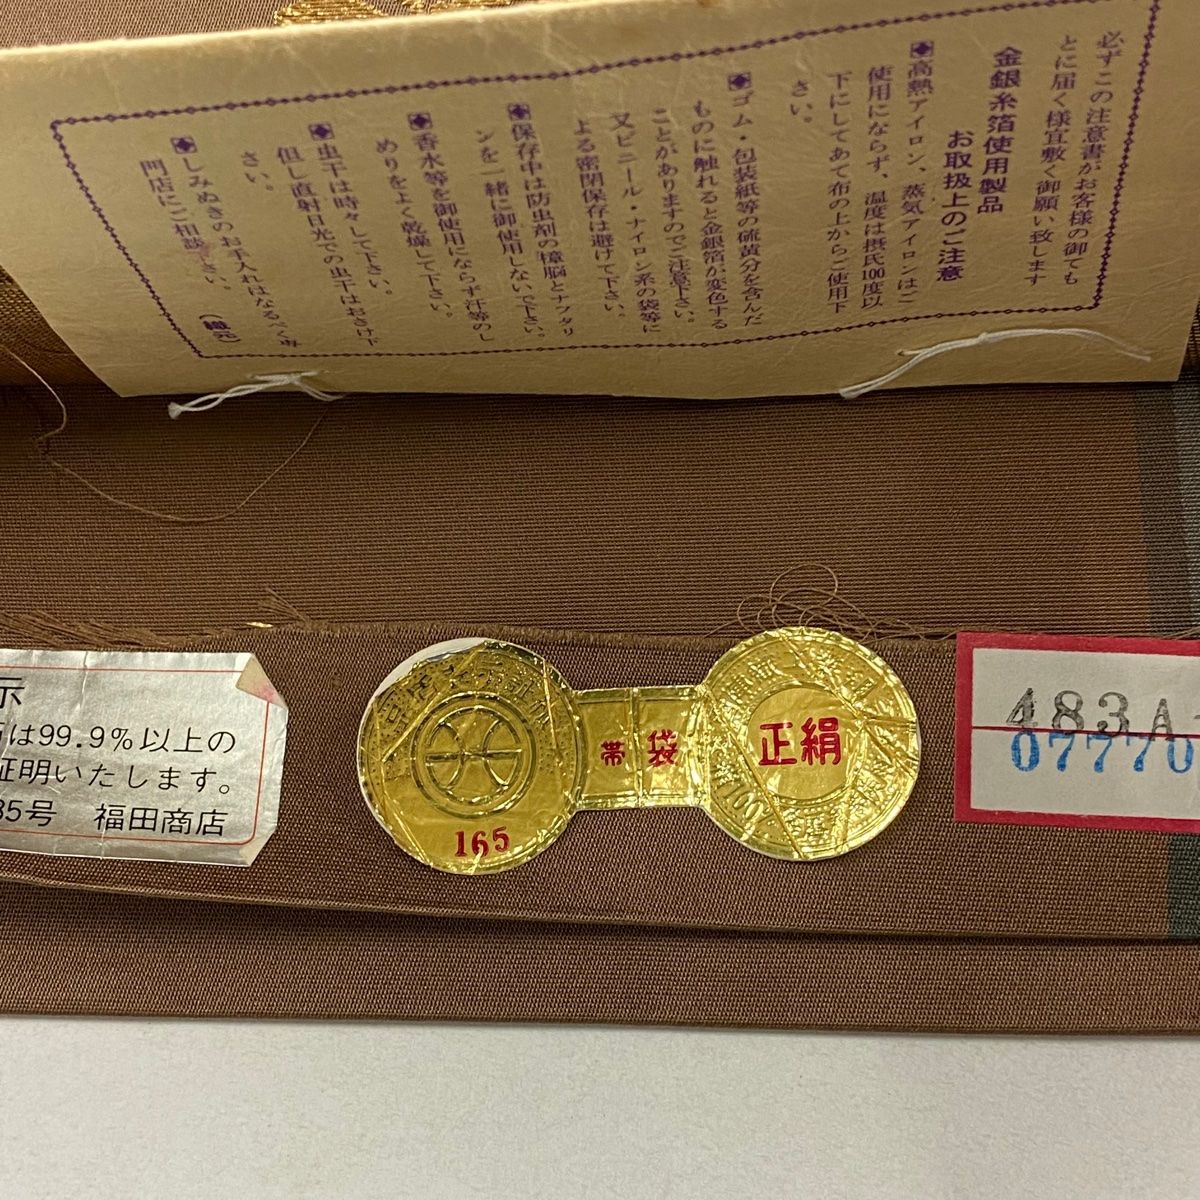 必ずこの注意書がお客様の御ても
とに届く様宜敷く御願い致します
金銀糸箔使用製品
お取扱上のご注意
高熱アイロン、蒸気アイロンはご
使用にならず、温度は摂氏100度以
下にしてあて布の上からご使用下
さい。
ゴム・包装紙等の硫黄分を含んだ
ものに触れると金銀箔が変色する
ことがありますのでご注意下さい。
又ビニール・ナイロン系の袋等に
よる密閉保存は避けて下さい。
保存中は防虫剤の樟脳とナフタリ
ンを一緒に御使用しないで下さい。
香水等を御使用にならず汗等のし
めりをよく乾燥して下さい。
虫干は時々して下さい。
但し直射日光での虫干はおさけ下
さい。
しみぬきのお手入れはなるべく専
門店にご相談下さい。
(織元)
示
は99.9%以上の
証明いたします。
35号 福田商店
165
帯袋
正絹
483A
07770